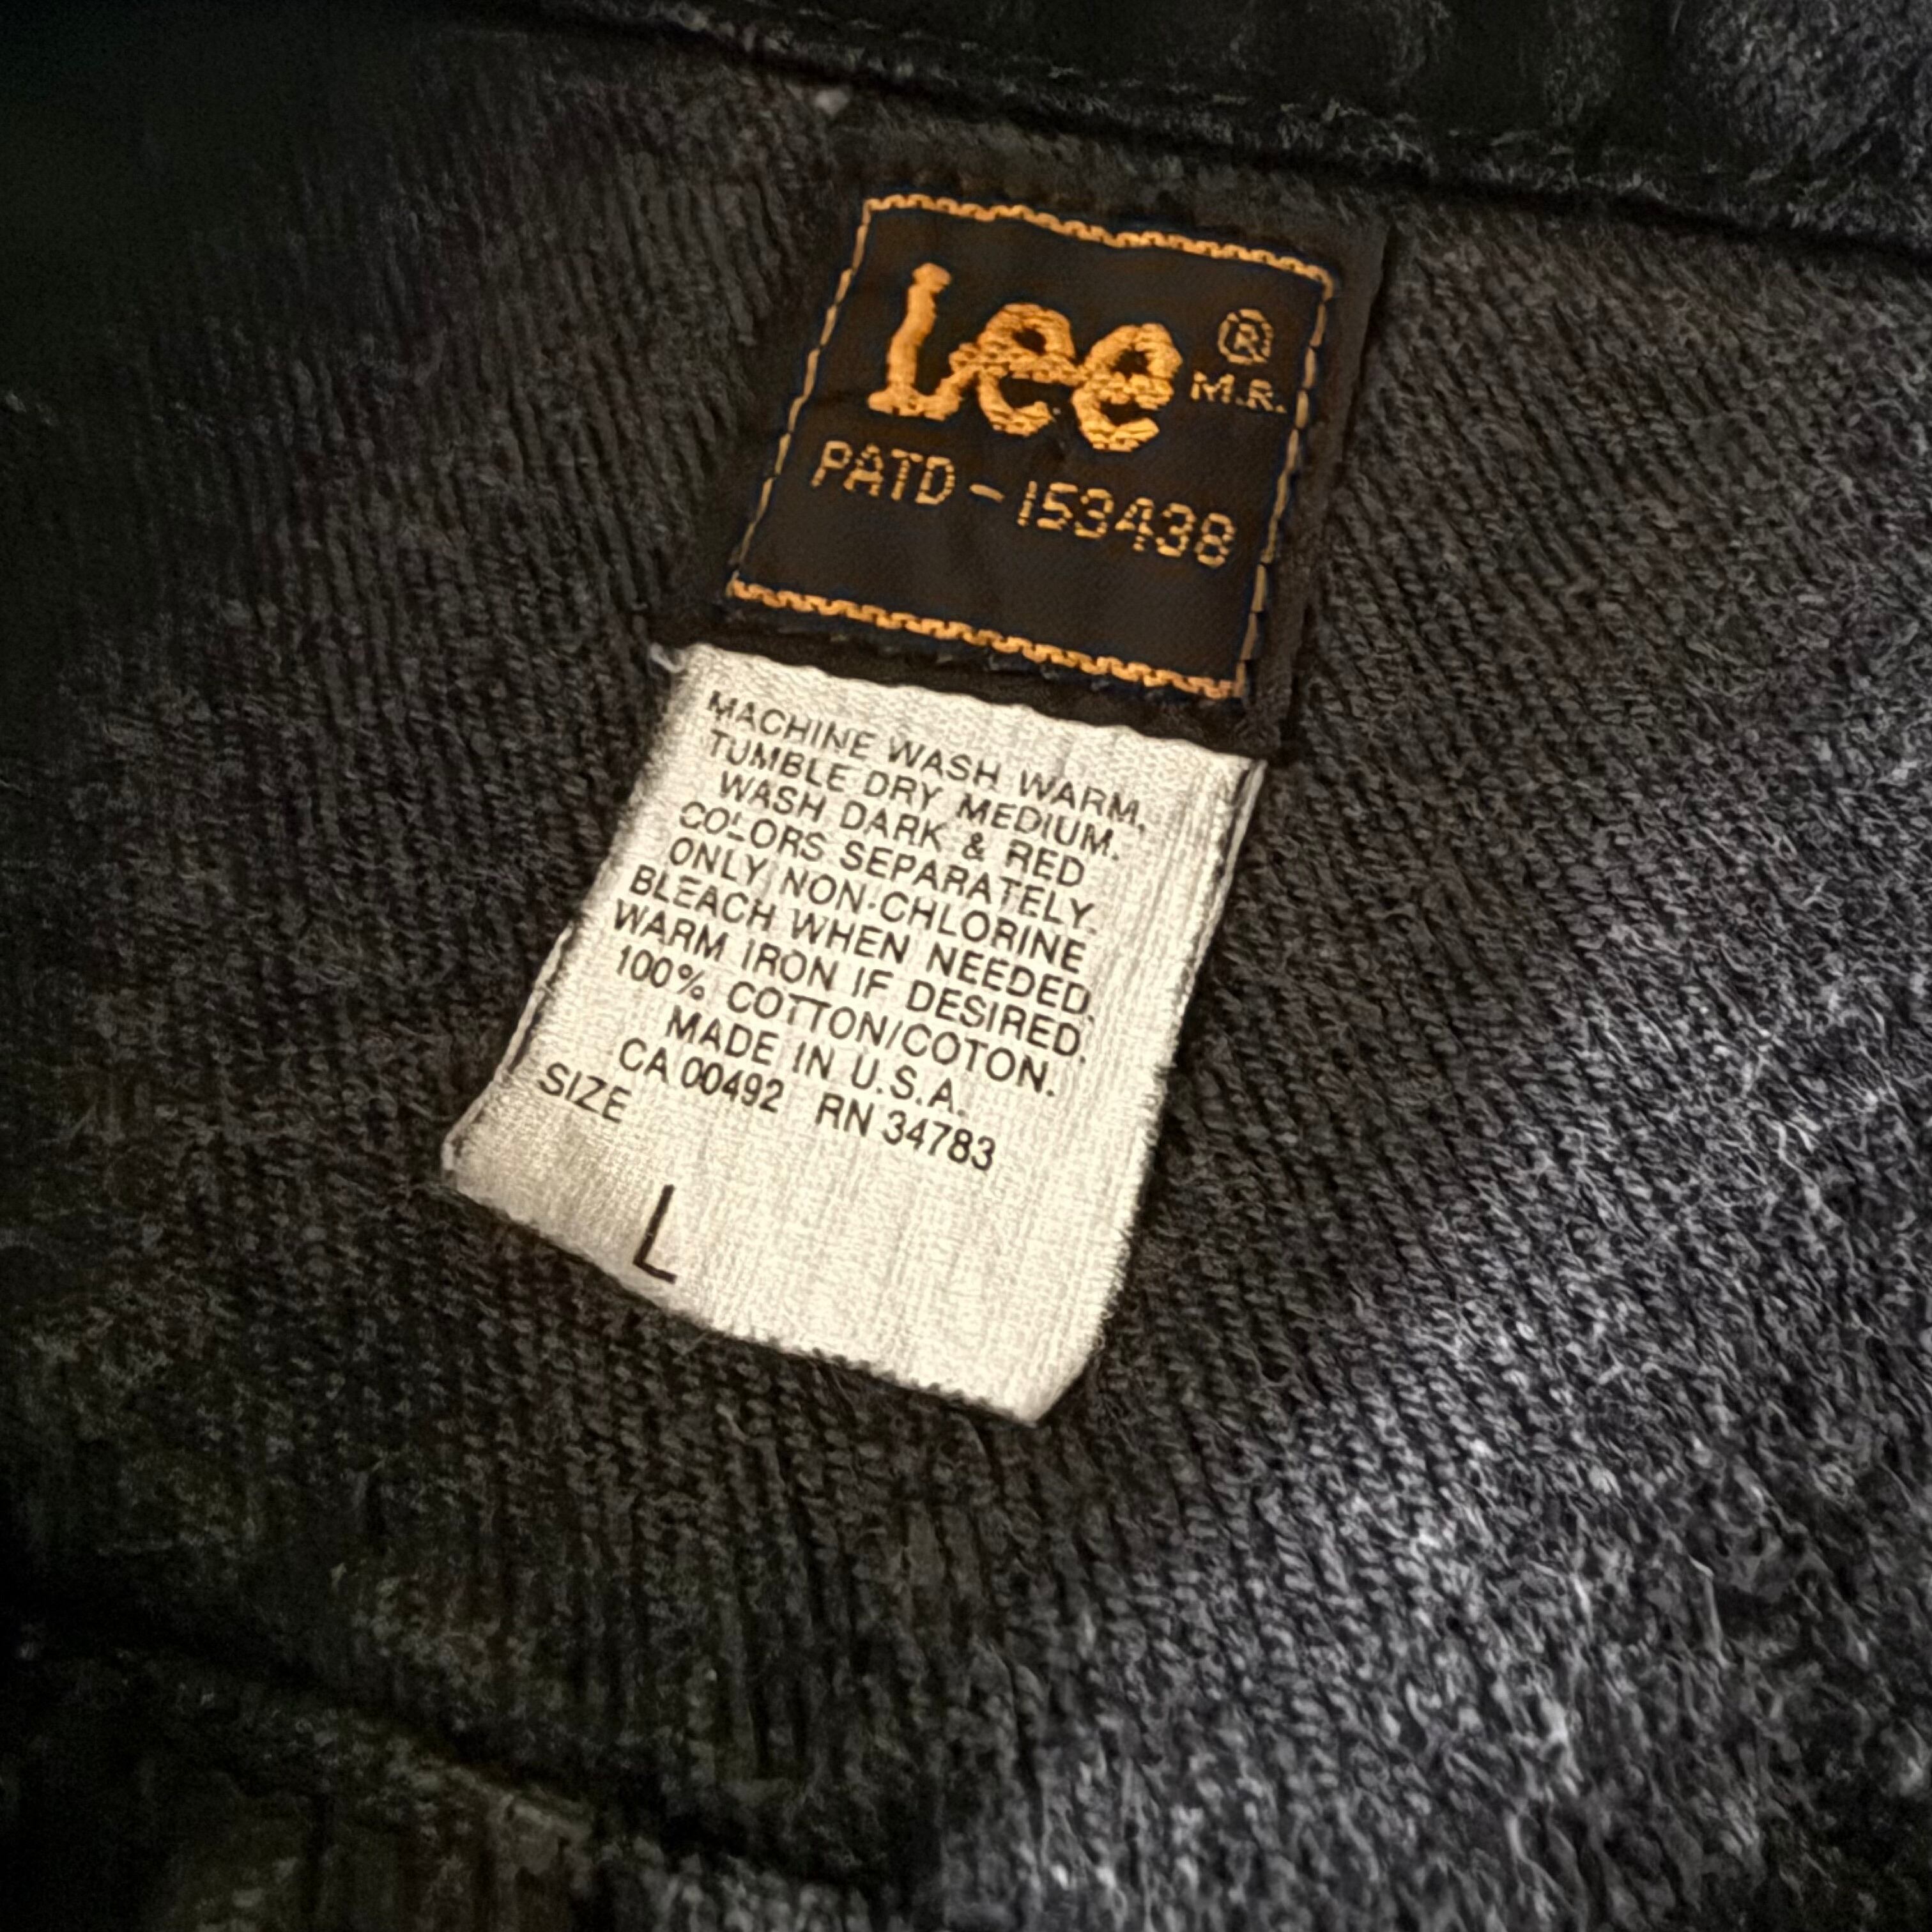 Lee ®
M.R.
PATD-153438
MACHINE WASH WARM.
TUMBLE DRY MEDIUM.
WASH DARK & RED
COLORS SEPARATELY.
ONLY NON-CHLORINE
BLEACH WHEN NEEDED.
WARM IRON IF DESIRED.
100% COTTON/COTON.
MADE IN U.S.A.
CA 00492 RN 34783
SIZE
L